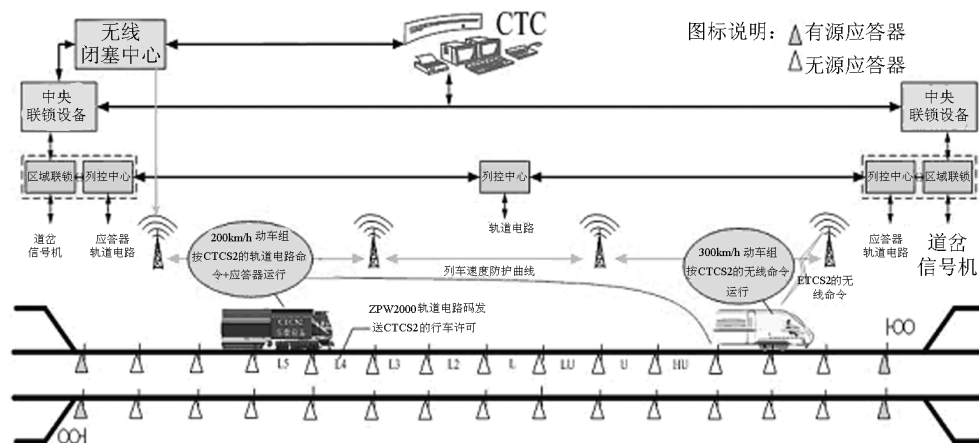 无线
闭塞中心
CTC
图标说明：
有源应答器
无源应答器
中央
联锁设备
中央
联锁设备
区域联锁
列控中心
列控中心
列控中心
区域联锁
道岔
信号机
应答器
轨道电路
轨道电路
应答器
轨道电路
道岔
信号机
200km/h 动车组
按CTCS2的轨道电路命
令+应答器运行
列车速度防护曲线
300km/h 动车组
按CTCS2的无线命令
运行
ETCS2的无
线命令
ZPW2000 轨道电路码发
送CTCS2的行车许可
CTCS2
L5
L4
L3
L2
L
LU
U
HU